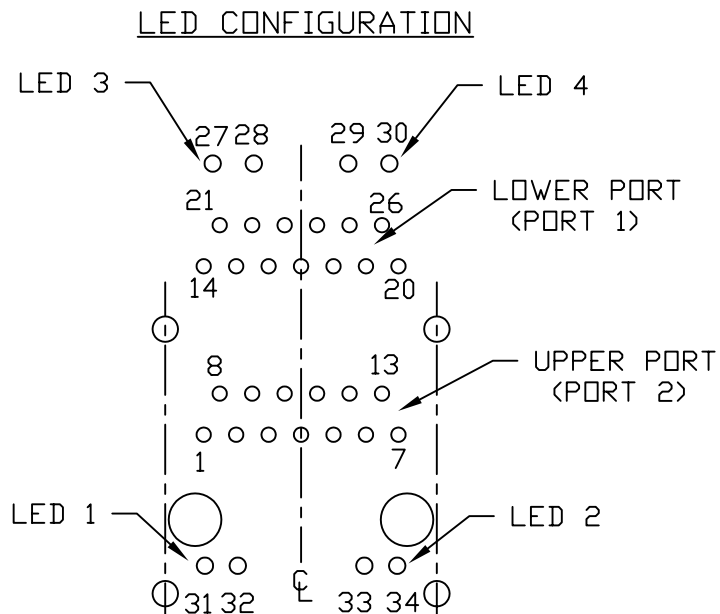 LED CONFIGURATION
LED 3
LED 4
27 28 29 30
21 26
LOWER PORT
(PORT 1)
14 20
8 13
UPPER PORT
(PORT 2)
1 7
LED 1
LED 2
31 32 ℄ 33 34